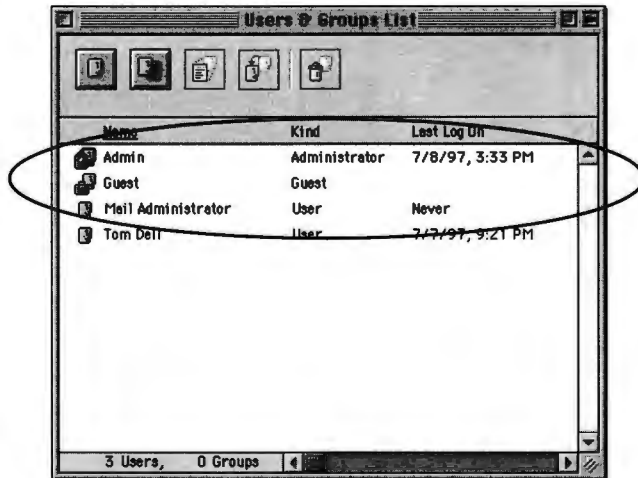 Users & Groups List
Name Kind Last Log On
Admin Administrator 7/8/97, 3:33 PM
Guest Guest
Mail Administrator User Never
Tom Dell User 7/7/97, 9:21 PM
3 Users, 0 Groups